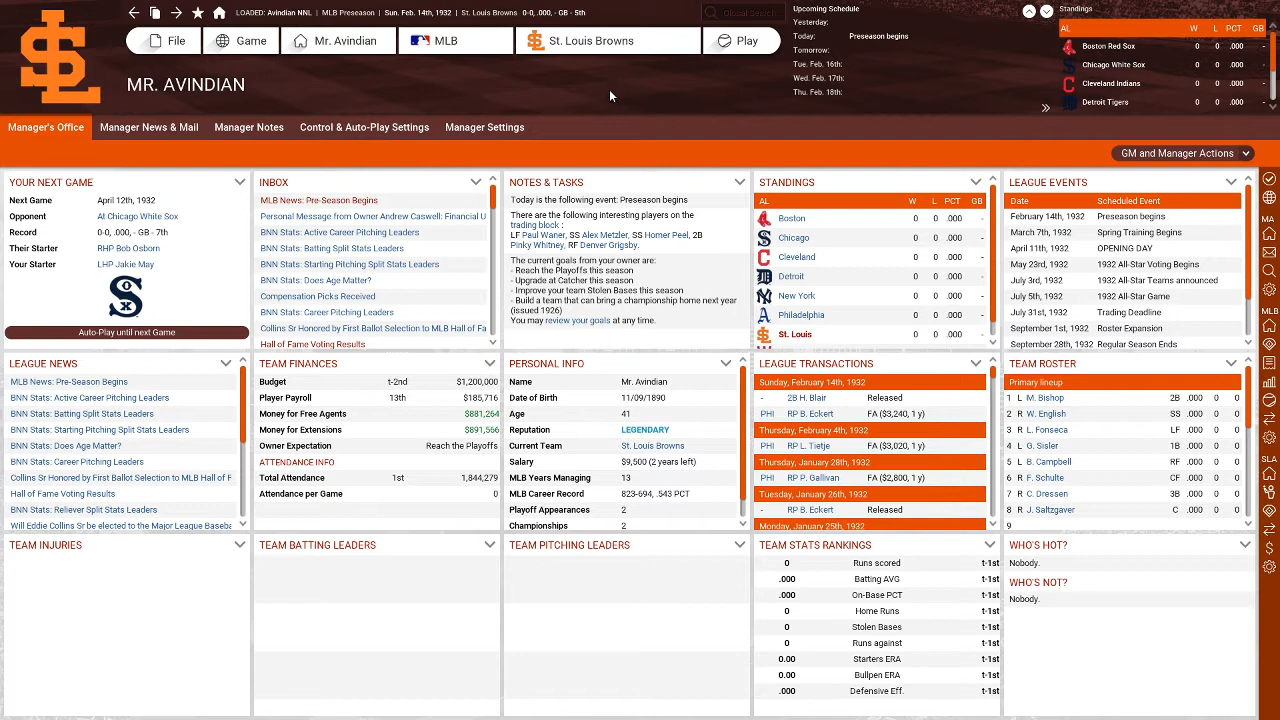 LOADED: Avindian NNL | MLB Preseason | Sun. Feb. 14th, 1932 | St. Louis Browns 0-0, .000, - GB - 5th
Global Search
File
Game
Mr. Avindian
MLB
St. Louis Browns
Play
MR. AVINDIAN
Upcoming Schedule
Yesterday:
Today: Preseason begins
Tomorrow:
Tue. Feb. 16th:
Wed. Feb. 17th:
Thu. Feb. 18th:
Standings
AL W L PCT GB
Boston Red Sox 0 0 .000 -
Chicago White Sox 0 0 .000 -
Cleveland Indians 0 0 .000 -
Detroit Tigers 0 0 .000 -
Manager's Office
Manager News & Mail
Manager Notes
Control & Auto-Play Settings
Manager Settings
GM and Manager Actions
YOUR NEXT GAME
Next Game April 12th, 1932
Opponent At Chicago White Sox
Record 0-0, .000, - GB - 7th
Their Starter RHP Bob Osborn
Your Starter LHP Jakie May
Auto-Play until next Game
INBOX
MLB News: Pre-Season Begins
Personal Message from Owner Andrew Caswell: Financial U
BNN Stats: Active Career Pitching Leaders
BNN Stats: Batting Split Stats Leaders
BNN Stats: Starting Pitching Split Stats Leaders
BNN Stats: Does Age Matter?
Compensation Picks Received
BNN Stats: Career Pitching Leaders
Collins Sr Honored by First Ballot Selection to MLB Hall of Fa
Hall of Fame Voting Results
NOTES & TASKS
Today is the following event: Preseason begins
There are the following interesting players on the
trading block :
LF Paul Waner, SS Alex Metzler, SS Homer Peel, 2B
Pinky Whitney, RF Denver Grigsby.
The current goals from your owner are:
- Reach the Playoffs this season
- Upgrade at Catcher this season
- Improve your team Stolen Bases this season
- Build a team that can bring a championship home next year
(issued 1926)
You may review your goals at any time.
STANDINGS
AL W L PCT GB
Boston 0 0 .000 -
Chicago 0 0 .000 -
Cleveland 0 0 .000 -
Detroit 0 0 .000 -
New York 0 0 .000 -
Philadelphia 0 0 .000 -
St. Louis 0 0 .000 -
LEAGUE EVENTS
Date Scheduled Event
February 14th, 1932 Preseason begins
March 7th, 1932 Spring Training Begins
April 11th, 1932 OPENING DAY
May 23rd, 1932 1932 All-Star Voting Begins
July 3rd, 1932 1932 All-Star Teams announced
July 5th, 1932 1932 All-Star Game
July 31st, 1932 Trading Deadline
September 1st, 1932 Roster Expansion
September 28th, 1932 Regular Season Ends
LEAGUE NEWS
MLB News: Pre-Season Begins
BNN Stats: Active Career Pitching Leaders
BNN Stats: Batting Split Stats Leaders
BNN Stats: Starting Pitching Split Stats Leaders
BNN Stats: Does Age Matter?
BNN Stats: Career Pitching Leaders
Collins Sr Honored by First Ballot Selection to MLB Hall of F
Hall of Fame Voting Results
BNN Stats: Reliever Split Stats Leaders
Will Eddie Collins Sr be elected to the Major League Baseba
TEAM FINANCES
Budget t-2nd $1,200,000
Player Payroll 13th $185,716
Money for Free Agents $881,264
Money for Extensions $891,566
Owner Expectation Reach the Playoffs
ATTENDANCE INFO
Total Attendance 1st 1,844,279
Attendance per Game 0
PERSONAL INFO
Name Mr. Avindian
Date of Birth 11/09/1890
Age 41
Reputation LEGENDARY
Current Team St. Louis Browns
Salary $9,500 (2 years left)
MLB Years Managing 13
MLB Career Record 823-694, .543 PCT
Playoff Appearances 2
Championships 2
LEAGUE TRANSACTIONS
Sunday, February 14th, 1932
- 2B H. Blair Released
PHI RP B. Eckert FA ($3,240, 1 y)
Thursday, February 4th, 1932
PHI RP L. Tietje FA ($3,020, 1 y)
Thursday, January 28th, 1932
PHI RP P. Gallivan FA ($2,800, 1 y)
Tuesday, January 26th, 1932
- RP B. Eckert Released
Monday, January 25th, 1932
TEAM ROSTER
Primary lineup
1 L M. Bishop 2B .000 0 0
2 R W. English SS .000 0 0
3 R L. Fonseca LF .000 0 0
4 L G. Sisler 1B .000 0 0
5 L B. Campbell RF .000 0 0
6 R F. Schulte CF .000 0 0
7 R C. Dressen 3B .000 0 0
8 R J. Saltzgaver C .000 0 0
9
TEAM INJURIES
TEAM BATTING LEADERS
TEAM PITCHING LEADERS
TEAM STATS RANKINGS
0 Runs scored t-1st
.000 Batting AVG t-1st
.000 On-Base PCT t-1st
0 Home Runs t-1st
0 Stolen Bases t-1st
0 Runs against t-1st
0.00 Starters ERA t-1st
0.00 Bullpen ERA t-1st
.000 Defensive Eff. t-1st
WHO'S HOT?
Nobody.
WHO'S NOT?
Nobody.
MA
MLB
SLA